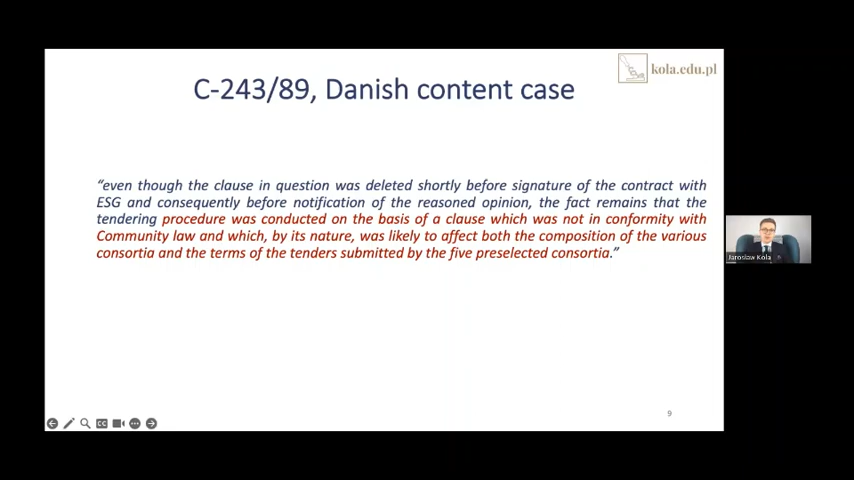 kola.edu.pl
C-243/89, Danish content case
“even though the clause in question was deleted shortly before signature of the contract with
ESG and consequently before notification of the reasoned opinion, the fact remains that the
tendering procedure was conducted on the basis of a clause which was not in conformity with
Community law and which, by its nature, was likely to affect both the composition of the various
consortia and the terms of the tenders submitted by the five preselected consortia.”
Jarosław Kola
9
CC